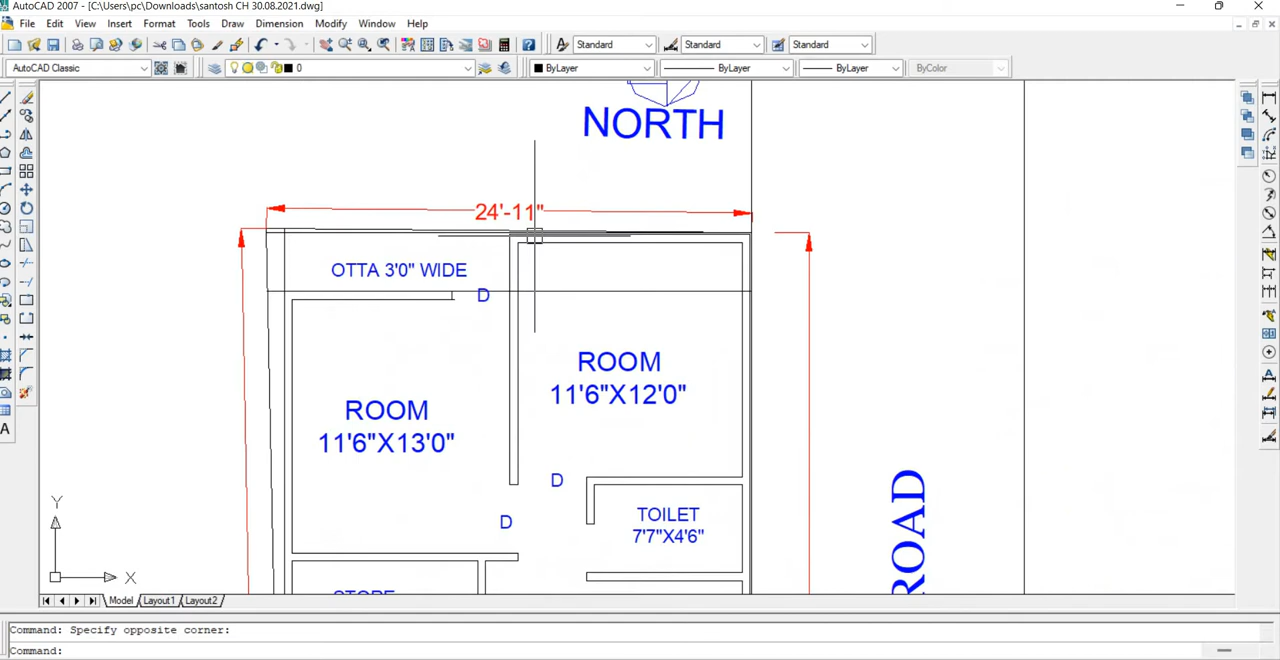 AutoCAD 2007 - [C:\Users\pc\Downloads\santosh CH 30.08.2021.dwg]
File Edit View Insert Format Tools Draw Dimension Modify Window Help
Standard Standard Standard
AutoCAD Classic 0 ByLayer ByLayer ByLayer ByColor
NORTH
24'-11"
OTTA 3'0" WIDE
D
ROOM
11'6"X12'0"
ROOM
11'6"X13'0"
D
TOILET
7'7"X4'6"
D
ROAD
STORE
Y
X
A
Model Layout1 Layout2
Command: Specify opposite corner:
Command: